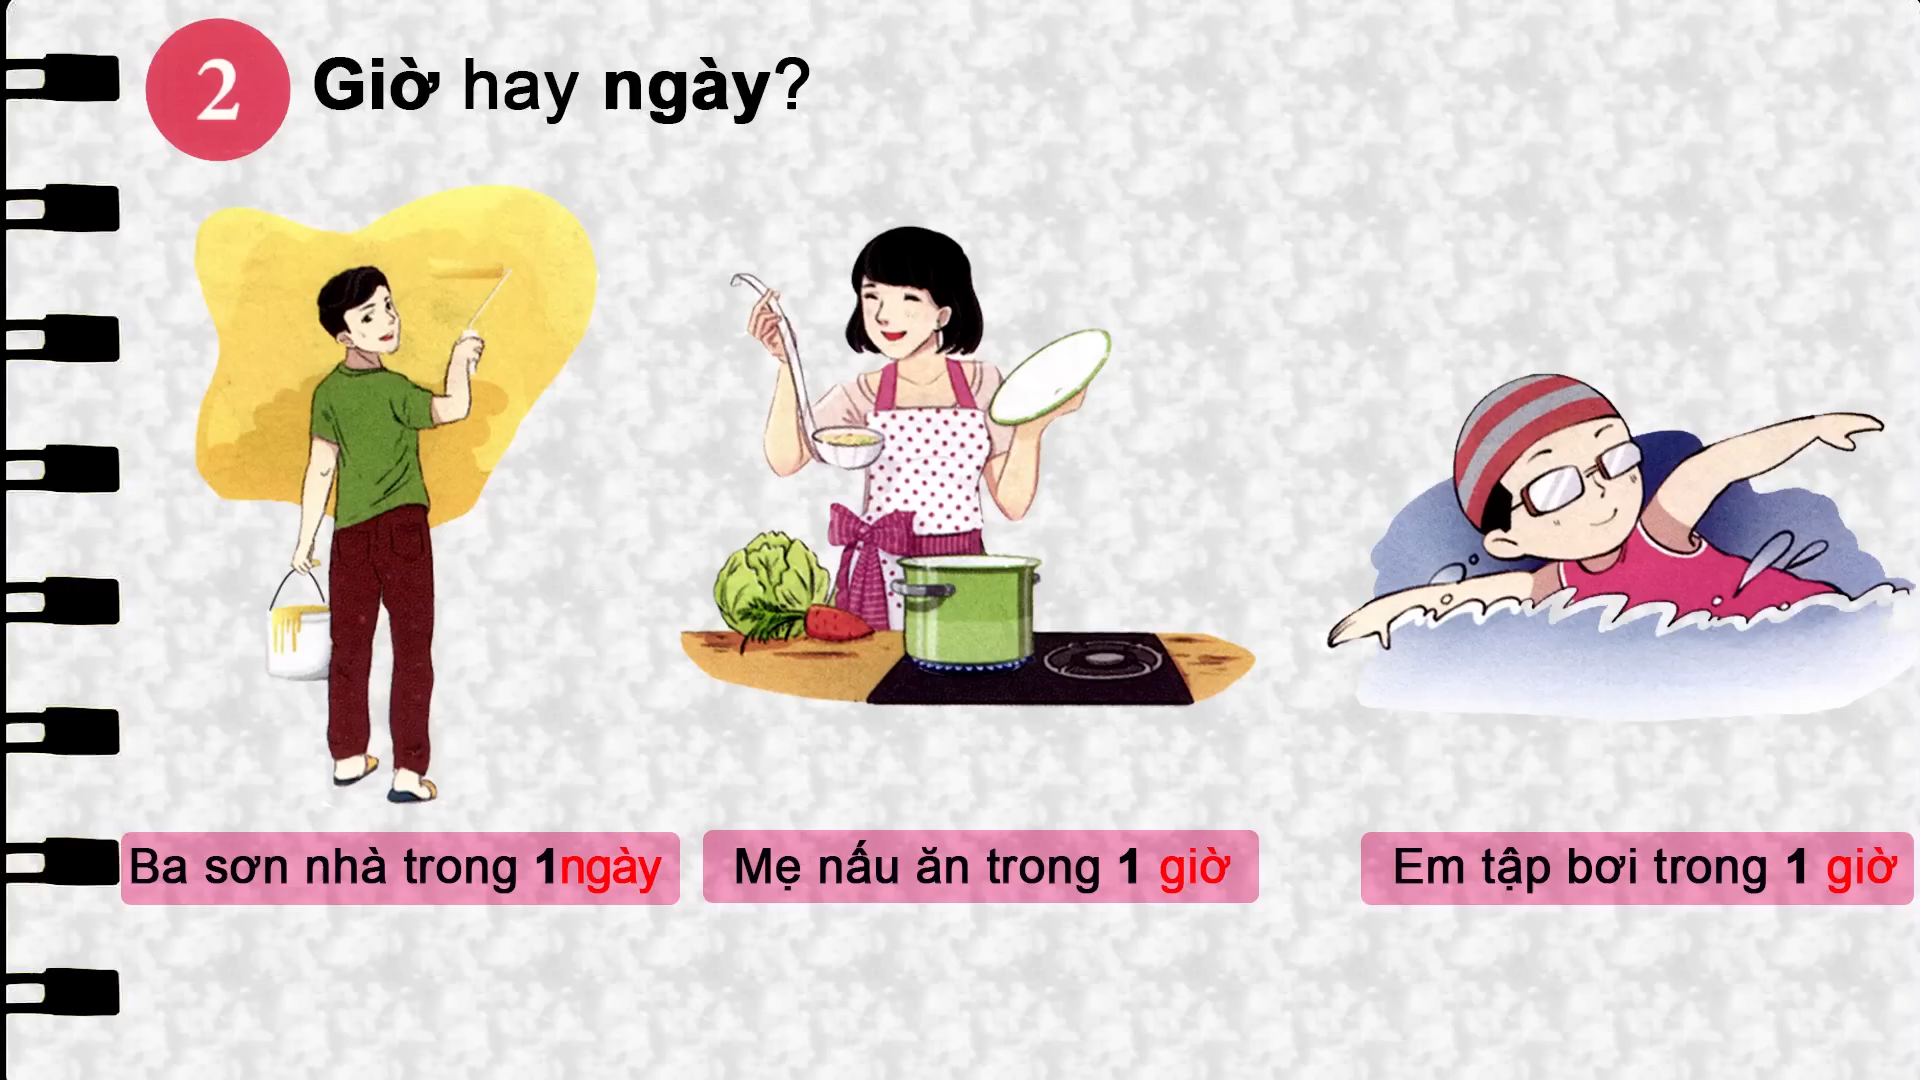 2 Giờ hay ngày?
Ba sơn nhà trong 1ngày
Mẹ nấu ăn trong 1 giờ
Em tập bơi trong 1 giờ